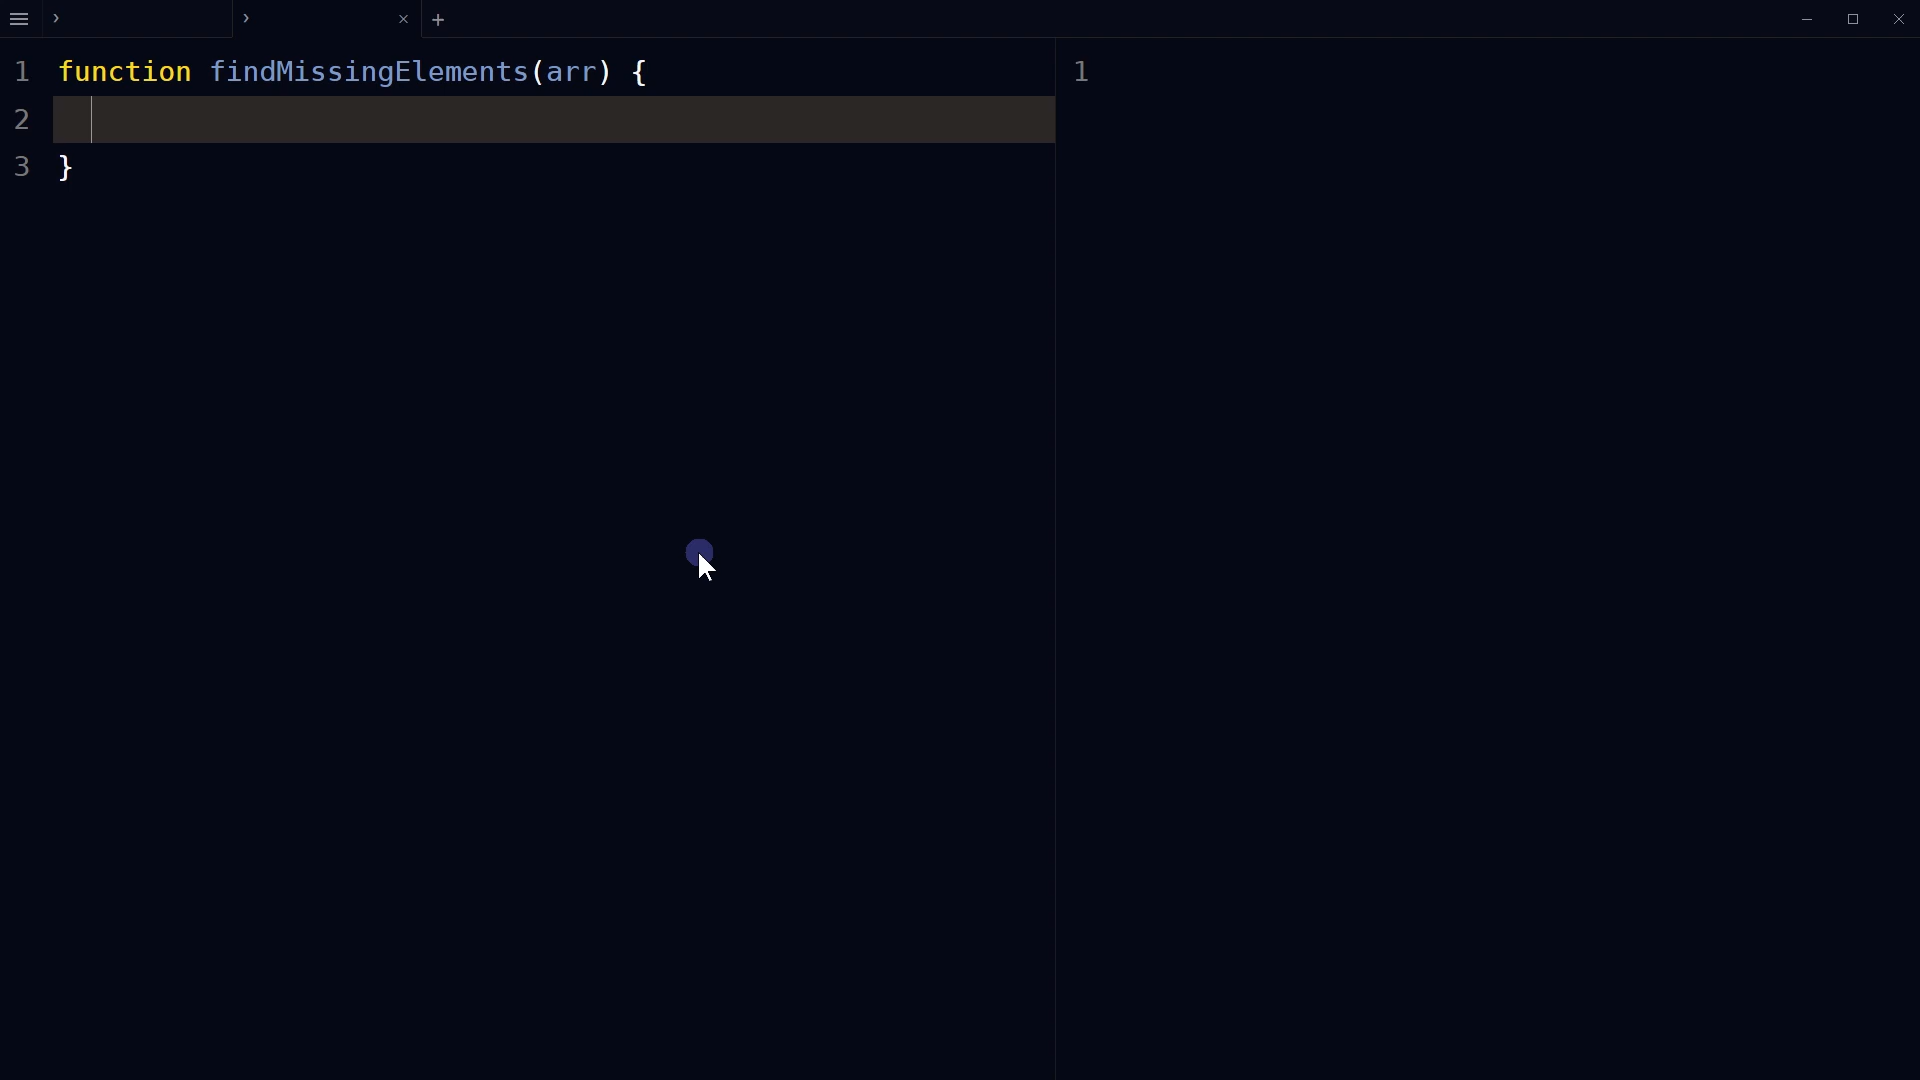 1 function findMissingElements(arr) {
2
3 }
1